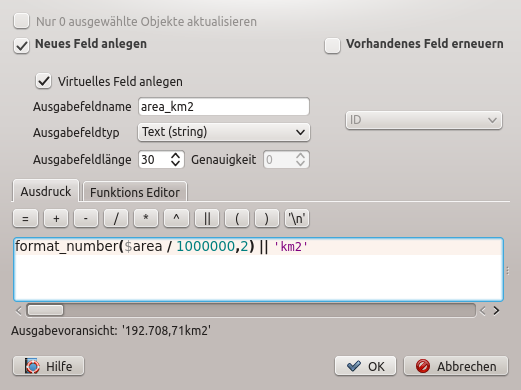 Nur 0 ausgewählte Objekte aktualisieren
Neues Feld anlegen
Vorhandenes Feld erneuern
Virtuelles Feld anlegen
Ausgabefeldname area_km2
ID
Ausgabefeldtyp Text (string)
Ausgabefeldlänge 30 Genauigkeit 0
Ausdruck Funktions Editor
= + - / * ^ || ( ) '\n'
format_number($area / 1000000,2) || 'km2'
Ausgabevoransicht: '192.708,71km2'
Hilfe OK Abbrechen